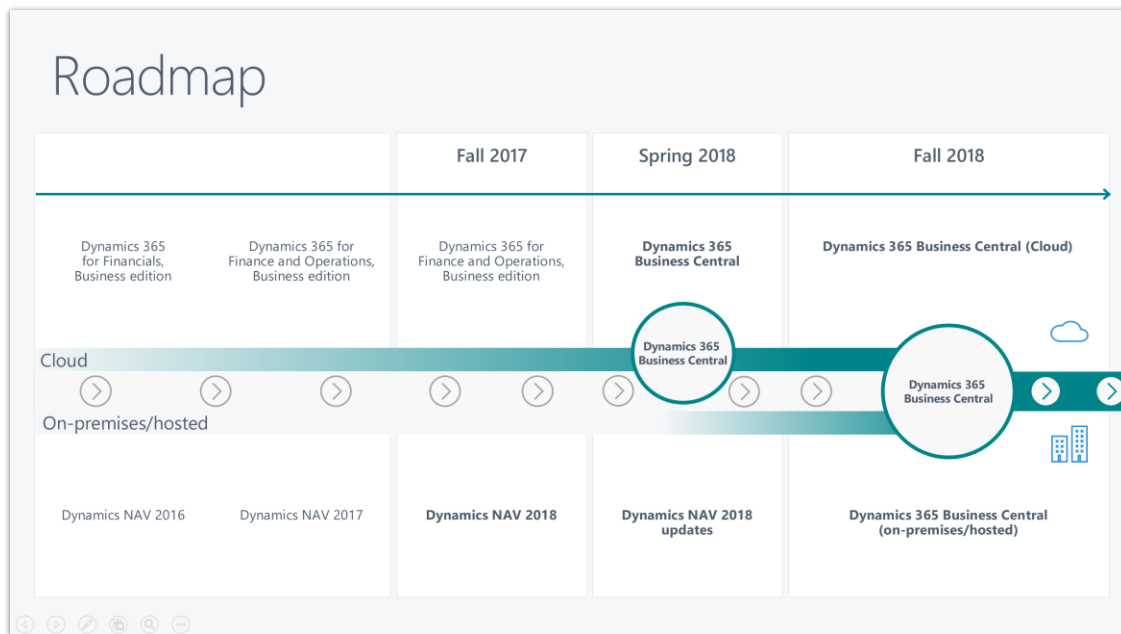 Roadmap
Fall 2017
Spring 2018
Fall 2018
Dynamics 365
for Financials,
Business edition
Dynamics 365 for
Finance and Operations,
Business edition
Dynamics 365 for
Finance and Operations,
Business edition
Dynamics 365
Business Central
Dynamics 365 Business Central (Cloud)
Cloud
Dynamics 365
Business Central
Dynamics 365
Business Central
On-premises/hosted
Dynamics NAV 2016
Dynamics NAV 2017
Dynamics NAV 2018
Dynamics NAV 2018
updates
Dynamics 365 Business Central
(on-premises/hosted)